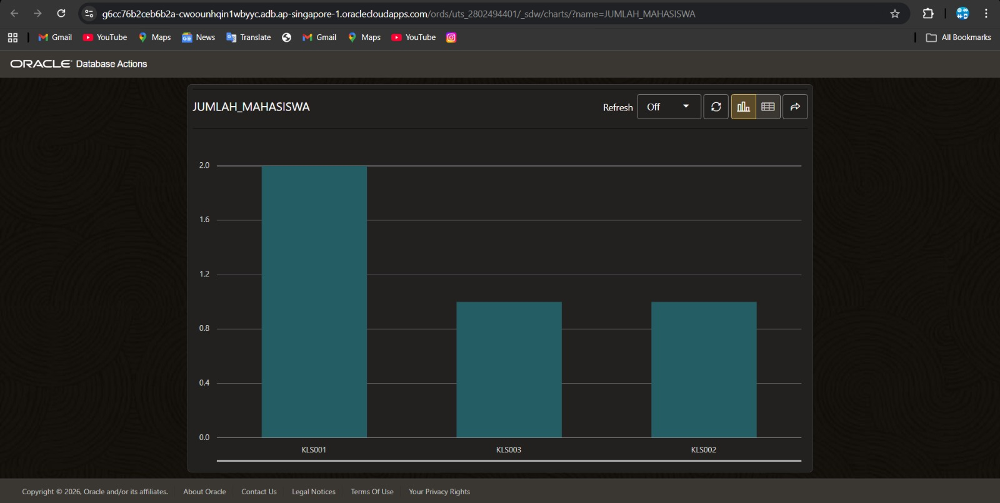 g6cc76b2ceb6b2a-cwoounhqin1wbyyc.adb.ap-singapore-1.oraclecloudapps.com/ords/uts_2802494401/_sdw/charts/?name=JUMLAH_MAHASISWA
Gmail YouTube Maps News Translate Gmail Maps YouTube All Bookmarks
ORACLE Database Actions
JUMLAH_MAHASISWA Refresh Off
2.0
1.6
1.2
0.8
0.4
0.0
KLS001 KLS003 KLS002
Copyright © 2026, Oracle and/or its affiliates. About Oracle Contact Us Legal Notices Terms Of Use Your Privacy Rights